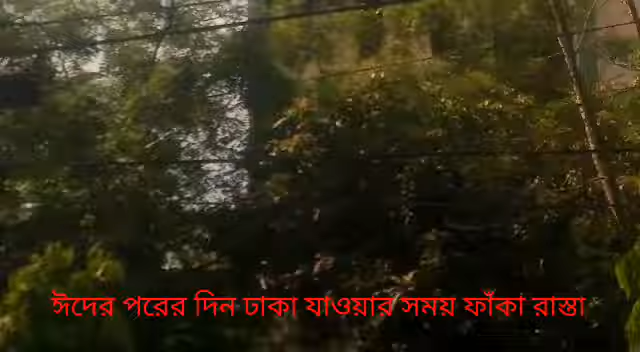 ঈদের পরের দিন ঢাকা যাওয়ার সময় ফাঁকা রাস্তা